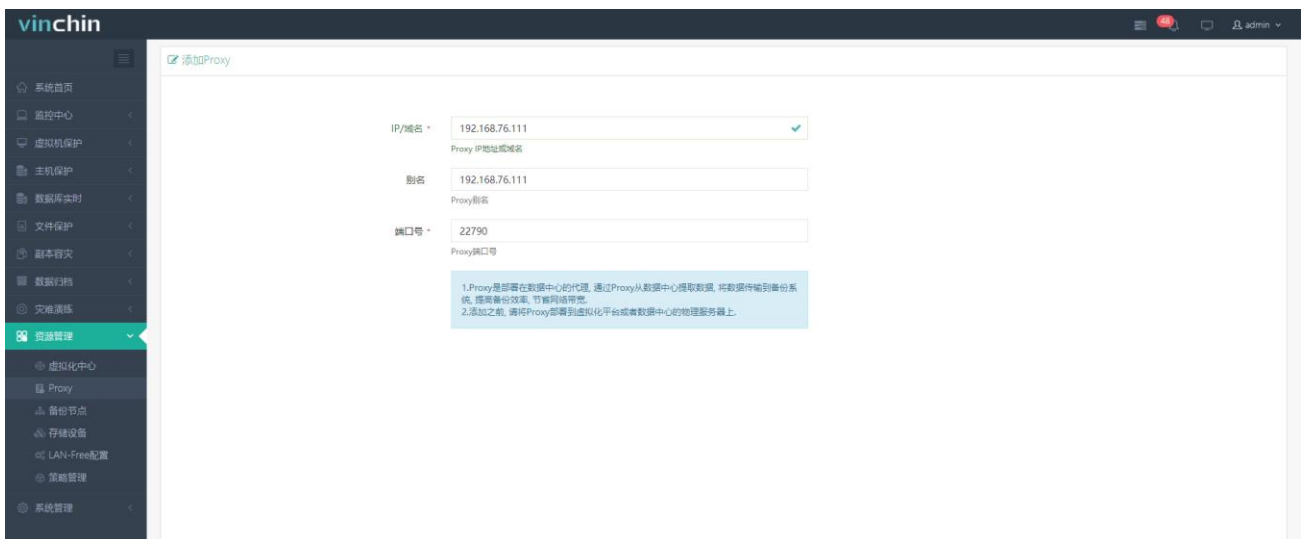 vinchin
48
admin
添加Proxy
系统首页
监控中心
虚拟机保护
主机保护
数据库实时
文件保护
副本容灾
数据归档
灾难演练
资源管理
虚拟化中心
Proxy
备份节点
存储设备
LAN-Free配置
策略管理
系统管理
IP/域名 *
192.168.76.111
Proxy IP地址或域名
别名
192.168.76.111
Proxy别名
端口号 *
22790
Proxy端口号
1.Proxy是部署在数据中心的代理, 通过Proxy从数据中心提取数据, 将数据传输到备份系
统, 提高备份效率, 节省网络带宽.
2.添加之前, 请将Proxy部署到虚拟化平台或者数据中心的物理服务器上.